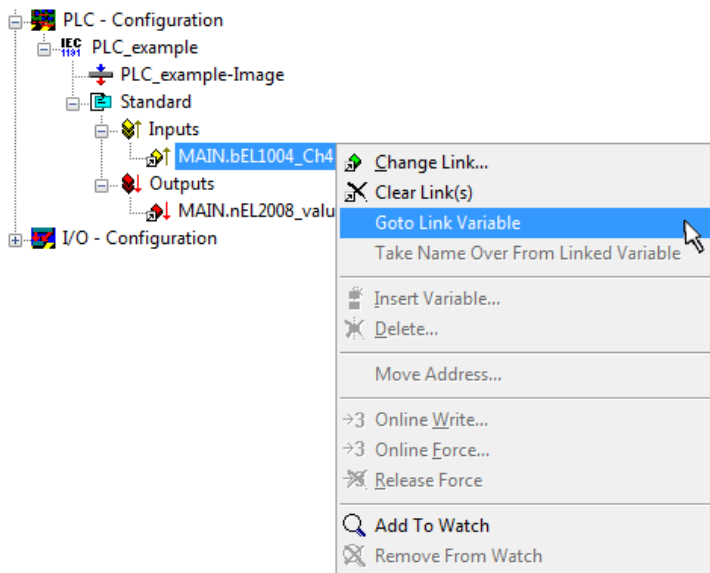 PLC - Configuration
IEC
1131
PLC_example
PLC_example-Image
Standard
Inputs
MAIN.bEL1004_Ch4
Outputs
MAIN.nEL2008_valu
I/O - Configuration
Change Link...
Clear Link(s)
Goto Link Variable
Take Name Over From Linked Variable
Insert Variable...
Delete...
Move Address...
→3 Online Write...
→3 Online Force...
Release Force
Add To Watch
Remove From Watch